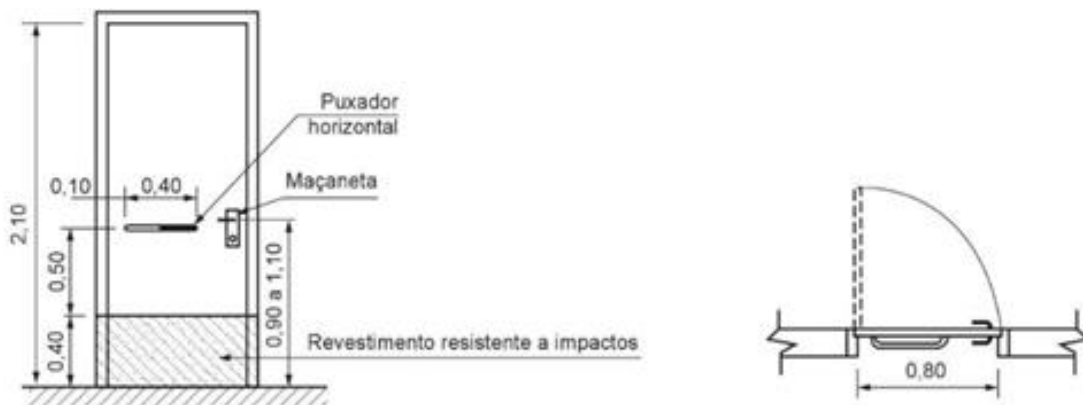 Puxador
horizontal
0,10
0,40
Maçaneta
2,10
0,50
0,90 a 1,10
0,40
Revestimento resistente a impactos
0,80